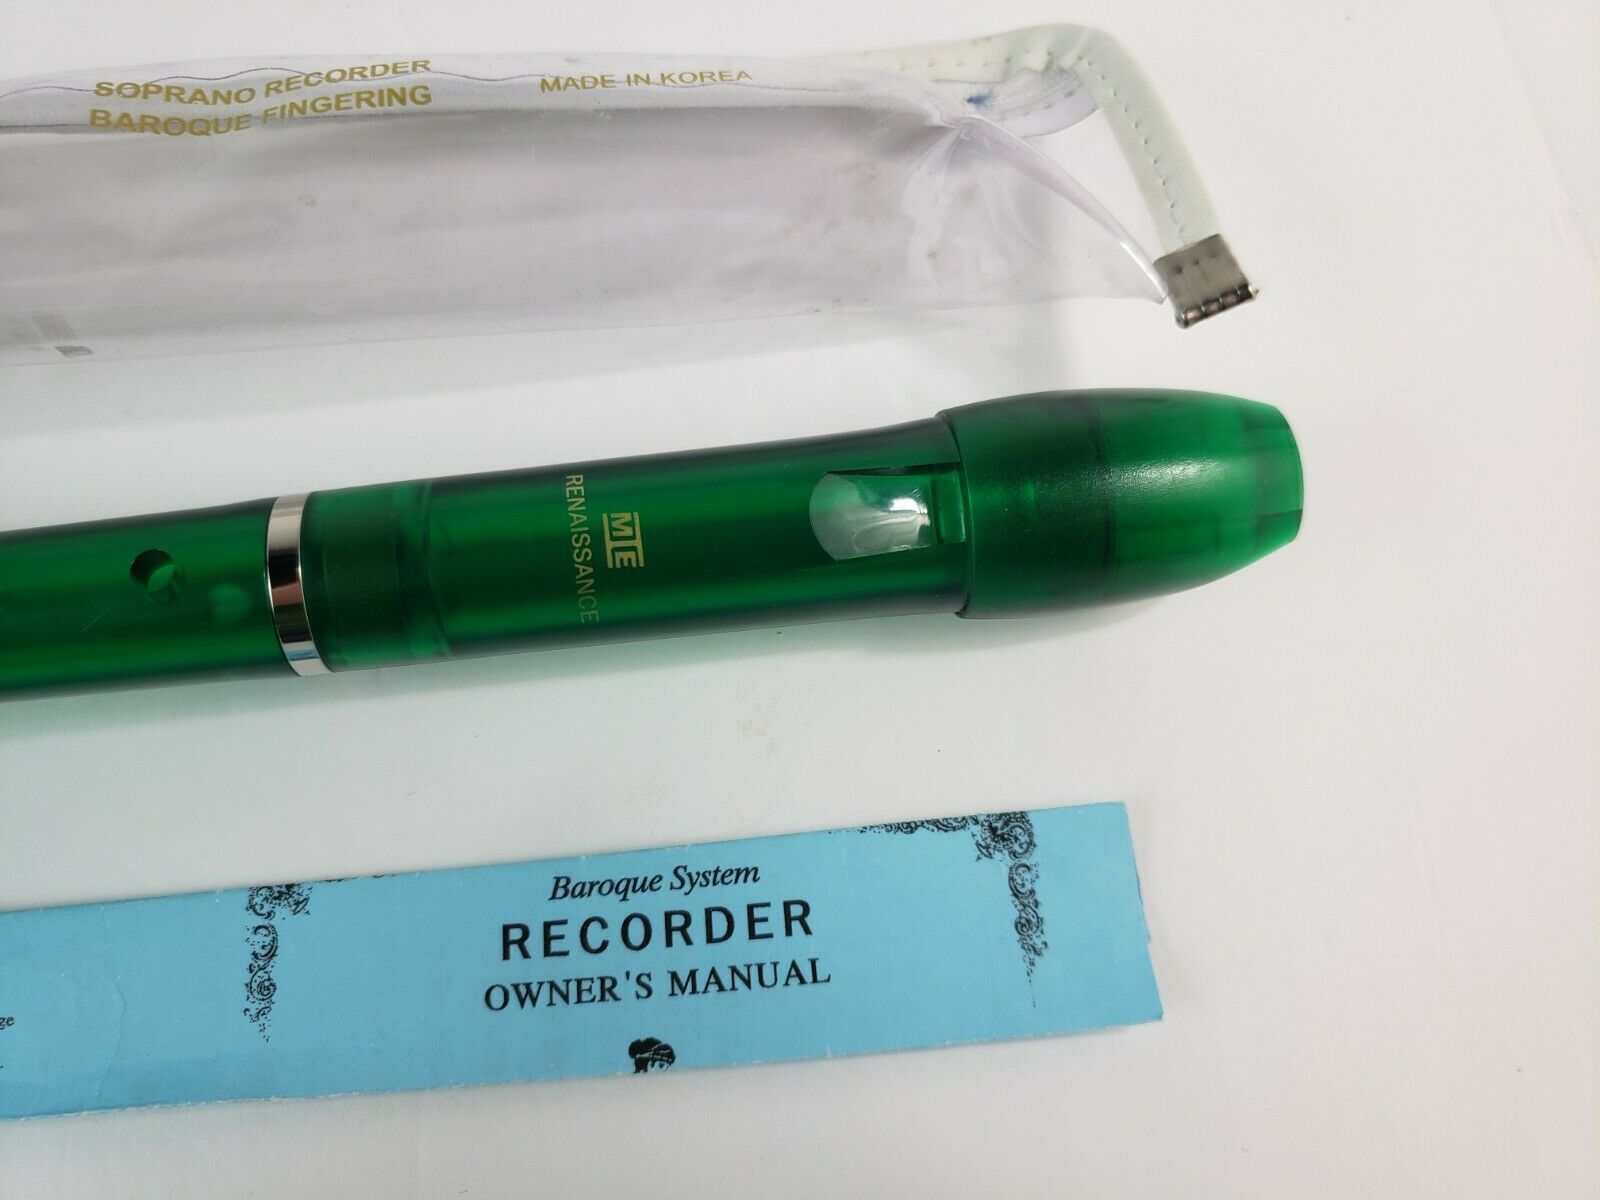 SOPRANO RECORDER
BAROQUE FINGERING
MADE IN KOREA
MIE
RENAISSANCE
Baroque System
RECORDER
OWNER'S MANUAL